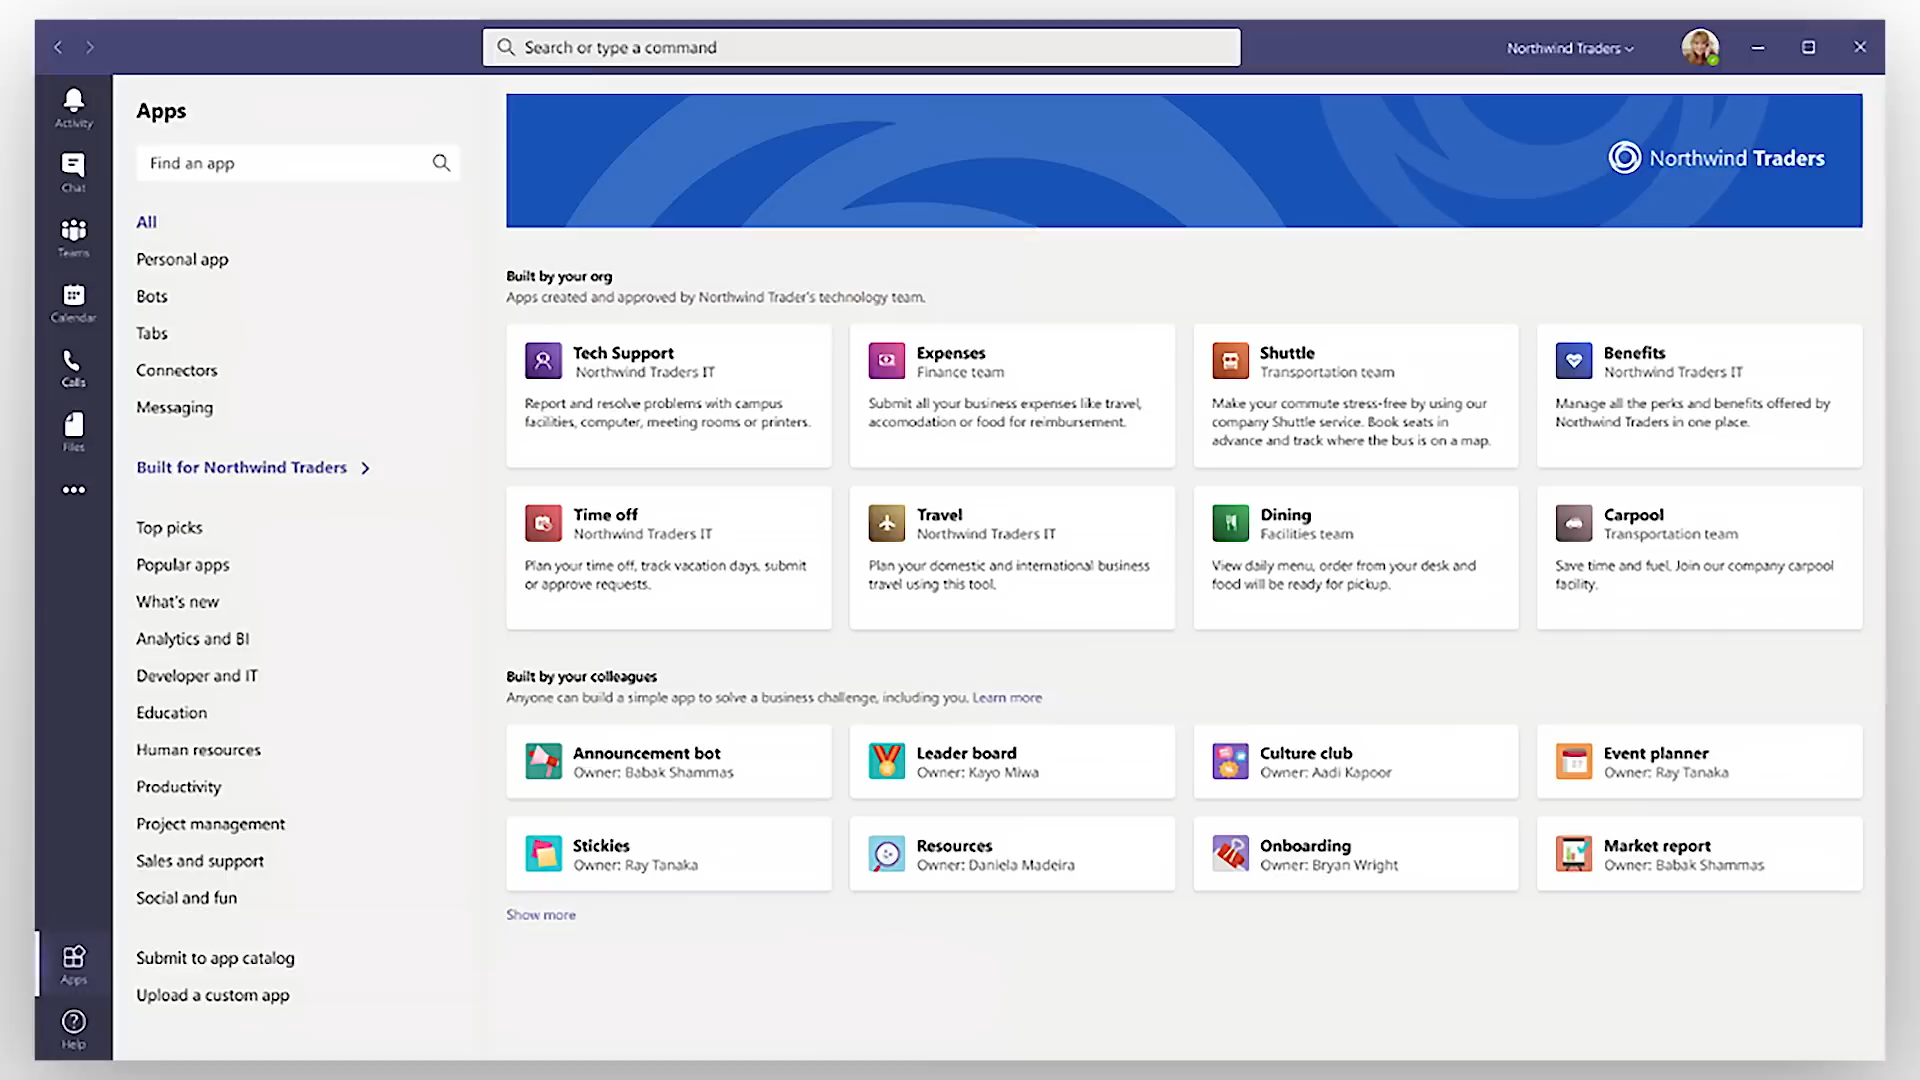 Search or type a command
Northwind Traders
Activity
Chat
Teams
Calendar
Calls
Files
Apps
Help
Apps
Find an app
All
Personal app
Bots
Tabs
Connectors
Messaging
Built for Northwind Traders
Top picks
Popular apps
What's new
Analytics and BI
Developer and IT
Education
Human resources
Productivity
Project management
Sales and support
Social and fun
Submit to app catalog
Upload a custom app
Northwind Traders
Built by your org
Apps created and approved by Northwind Trader's technology team.
Tech Support
Northwind Traders IT
Report and resolve problems with campus
facilities, computer, meeting rooms or printers.
Expenses
Finance team
Submit all your business expenses like travel,
accomodation or food for reimbursement.
Shuttle
Transportation team
Make your commute stress-free by using our
company Shuttle service. Book seats in
advance and track where the bus is on a map.
Benefits
Northwind Traders IT
Manage all the perks and benefits offered by
Northwind Traders in one place.
Time off
Northwind Traders IT
Plan your time off, track vacation days, submit
or approve requests.
Travel
Northwind Traders IT
Plan your domestic and international business
travel using this tool.
Dining
Facilities team
View daily menu, order from your desk and
food will be ready for pickup.
Carpool
Transportation team
Save time and fuel. Join our company carpool
facility.
Built by your colleagues
Anyone can build a simple app to solve a business challenge, including you. Learn more
Announcement bot
Owner: Babak Shammas
Leader board
Owner: Kayo Miwa
Culture club
Owner: Aadi Kapoor
Event planner
Owner: Ray Tanaka
Stickies
Owner: Ray Tanaka
Resources
Owner: Daniela Madeira
Onboarding
Owner: Bryan Wright
Market report
Owner: Babak Shammas
Show more